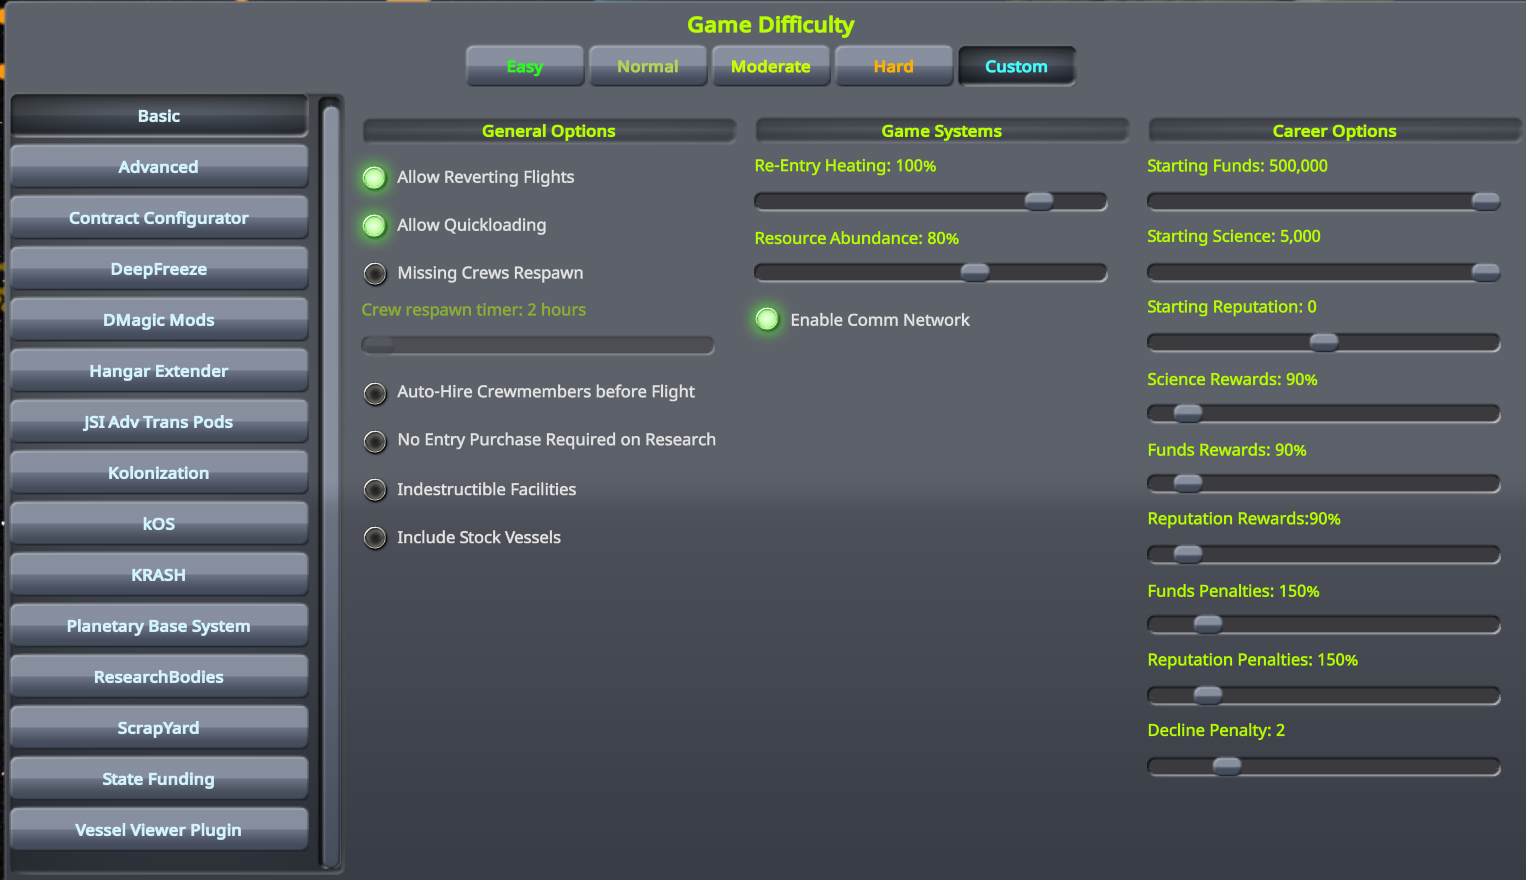 Game Difficulty
Easy
Normal
Moderate
Hard
Custom
Basic
Advanced
Contract Configurator
DeepFreeze
DMagic Mods
Hangar Extender
JSI Adv Trans Pods
Kolonization
kOS
KRASH
Planetary Base System
ResearchBodies
ScrapYard
State Funding
Vessel Viewer Plugin
General Options
Allow Reverting Flights
Allow Quickloading
Missing Crews Respawn
Crew respawn timer: 2 hours
Auto-Hire Crewmembers before Flight
No Entry Purchase Required on Research
Indestructible Facilities
Include Stock Vessels
Game Systems
Re-Entry Heating: 100%
Resource Abundance: 80%
Enable Comm Network
Career Options
Starting Funds: 500,000
Starting Science: 5,000
Starting Reputation: 0
Science Rewards: 90%
Funds Rewards: 90%
Reputation Rewards:90%
Funds Penalties: 150%
Reputation Penalties: 150%
Decline Penalty: 2